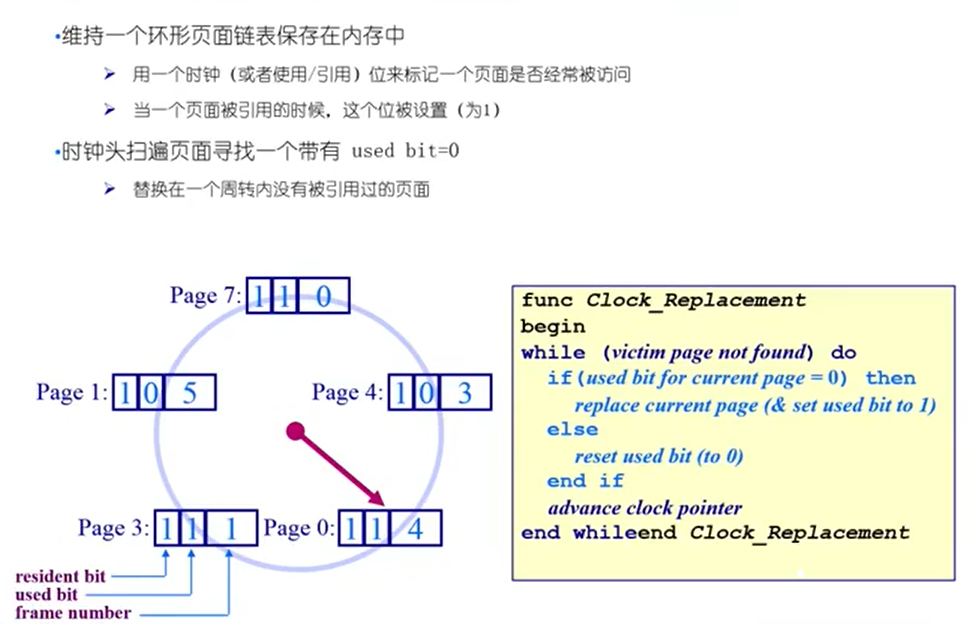 •维持一个环形页面链表保存在内存中
➤ 用一个时钟（或者使用/引用）位来标记一个页面是否经常被访问
➤ 当一个页面被引用的时候，这个位被设置（为1）
•时钟头扫遍页面寻找一个带有 used bit=0
➤ 替换在一个周转内没有被引用过的页面
Page 7: 1 1 0
Page 1: 1 0 5
Page 4: 1 0 3
Page 3: 1 1 1
Page 0: 1 1 4
resident bit
used bit
frame number
func Clock_Replacement
begin
while (victim page not found) do
if(used bit for current page = 0) then
replace current page (& set used bit to 1)
else
reset used bit (to 0)
end if
advance clock pointer
end whileend Clock_Replacement